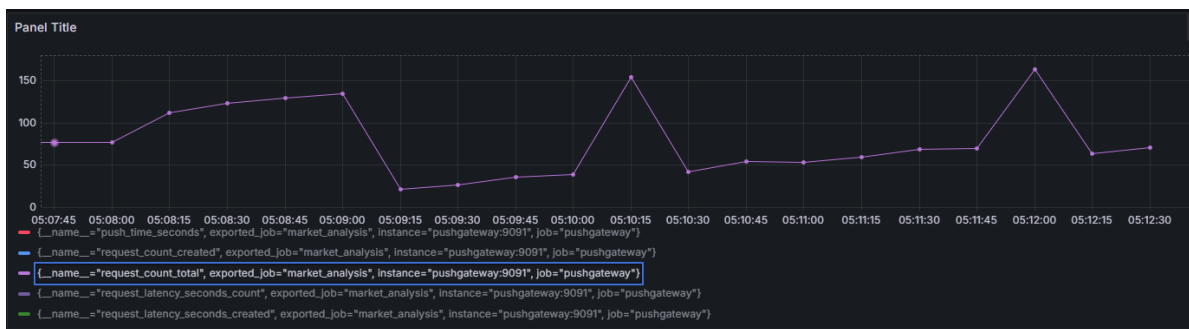 Panel Title
150
100
50
0
05:07:45 05:08:00 05:08:15 05:08:30 05:08:45 05:09:00 05:09:15 05:09:30 05:09:45 05:10:00 05:10:15 05:10:30 05:10:45 05:11:00 05:11:15 05:11:30 05:11:45 05:12:00 05:12:15 05:12:30
{__name__="push_time_seconds", exported_job="market_analysis", instance="pushgateway:9091", job="pushgateway"}
{__name__="request_count_created", exported_job="market_analysis", instance="pushgateway:9091", job="pushgateway"}
{__name__="request_count_total", exported_job="market_analysis", instance="pushgateway:9091", job="pushgateway"}
{__name__="request_latency_seconds_count", exported_job="market_analysis", instance="pushgateway:9091", job="pushgateway"}
{__name__="request_latency_seconds_created", exported_job="market_analysis", instance="pushgateway:9091", job="pushgateway"}